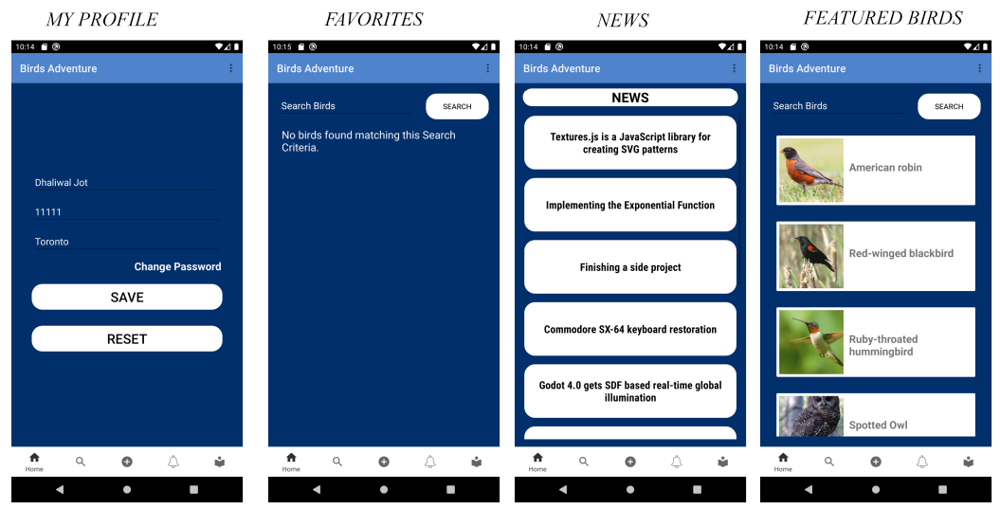 MY PROFILE
10:14
Birds Adventure
Dhaliwal Jot
11111
Toronto
Change Password
SAVE
RESET
Home
FAVORITES
10:15
Birds Adventure
Search Birds
SEARCH
No birds found matching this Search
Criteria.
Home
NEWS
10:14
Birds Adventure
NEWS
Textures.js is a JavaScript library for
creating SVG patterns
Implementing the Exponential Function
Finishing a side project
Commodore SX-64 keyboard restoration
Godot 4.0 gets SDF based real-time global
illumination
Home
FEATURED BIRDS
10:14
Birds Adventure
Search Birds
SEARCH
American robin
Red-winged blackbird
Ruby-throated
hummingbird
Spotted Owl
Home